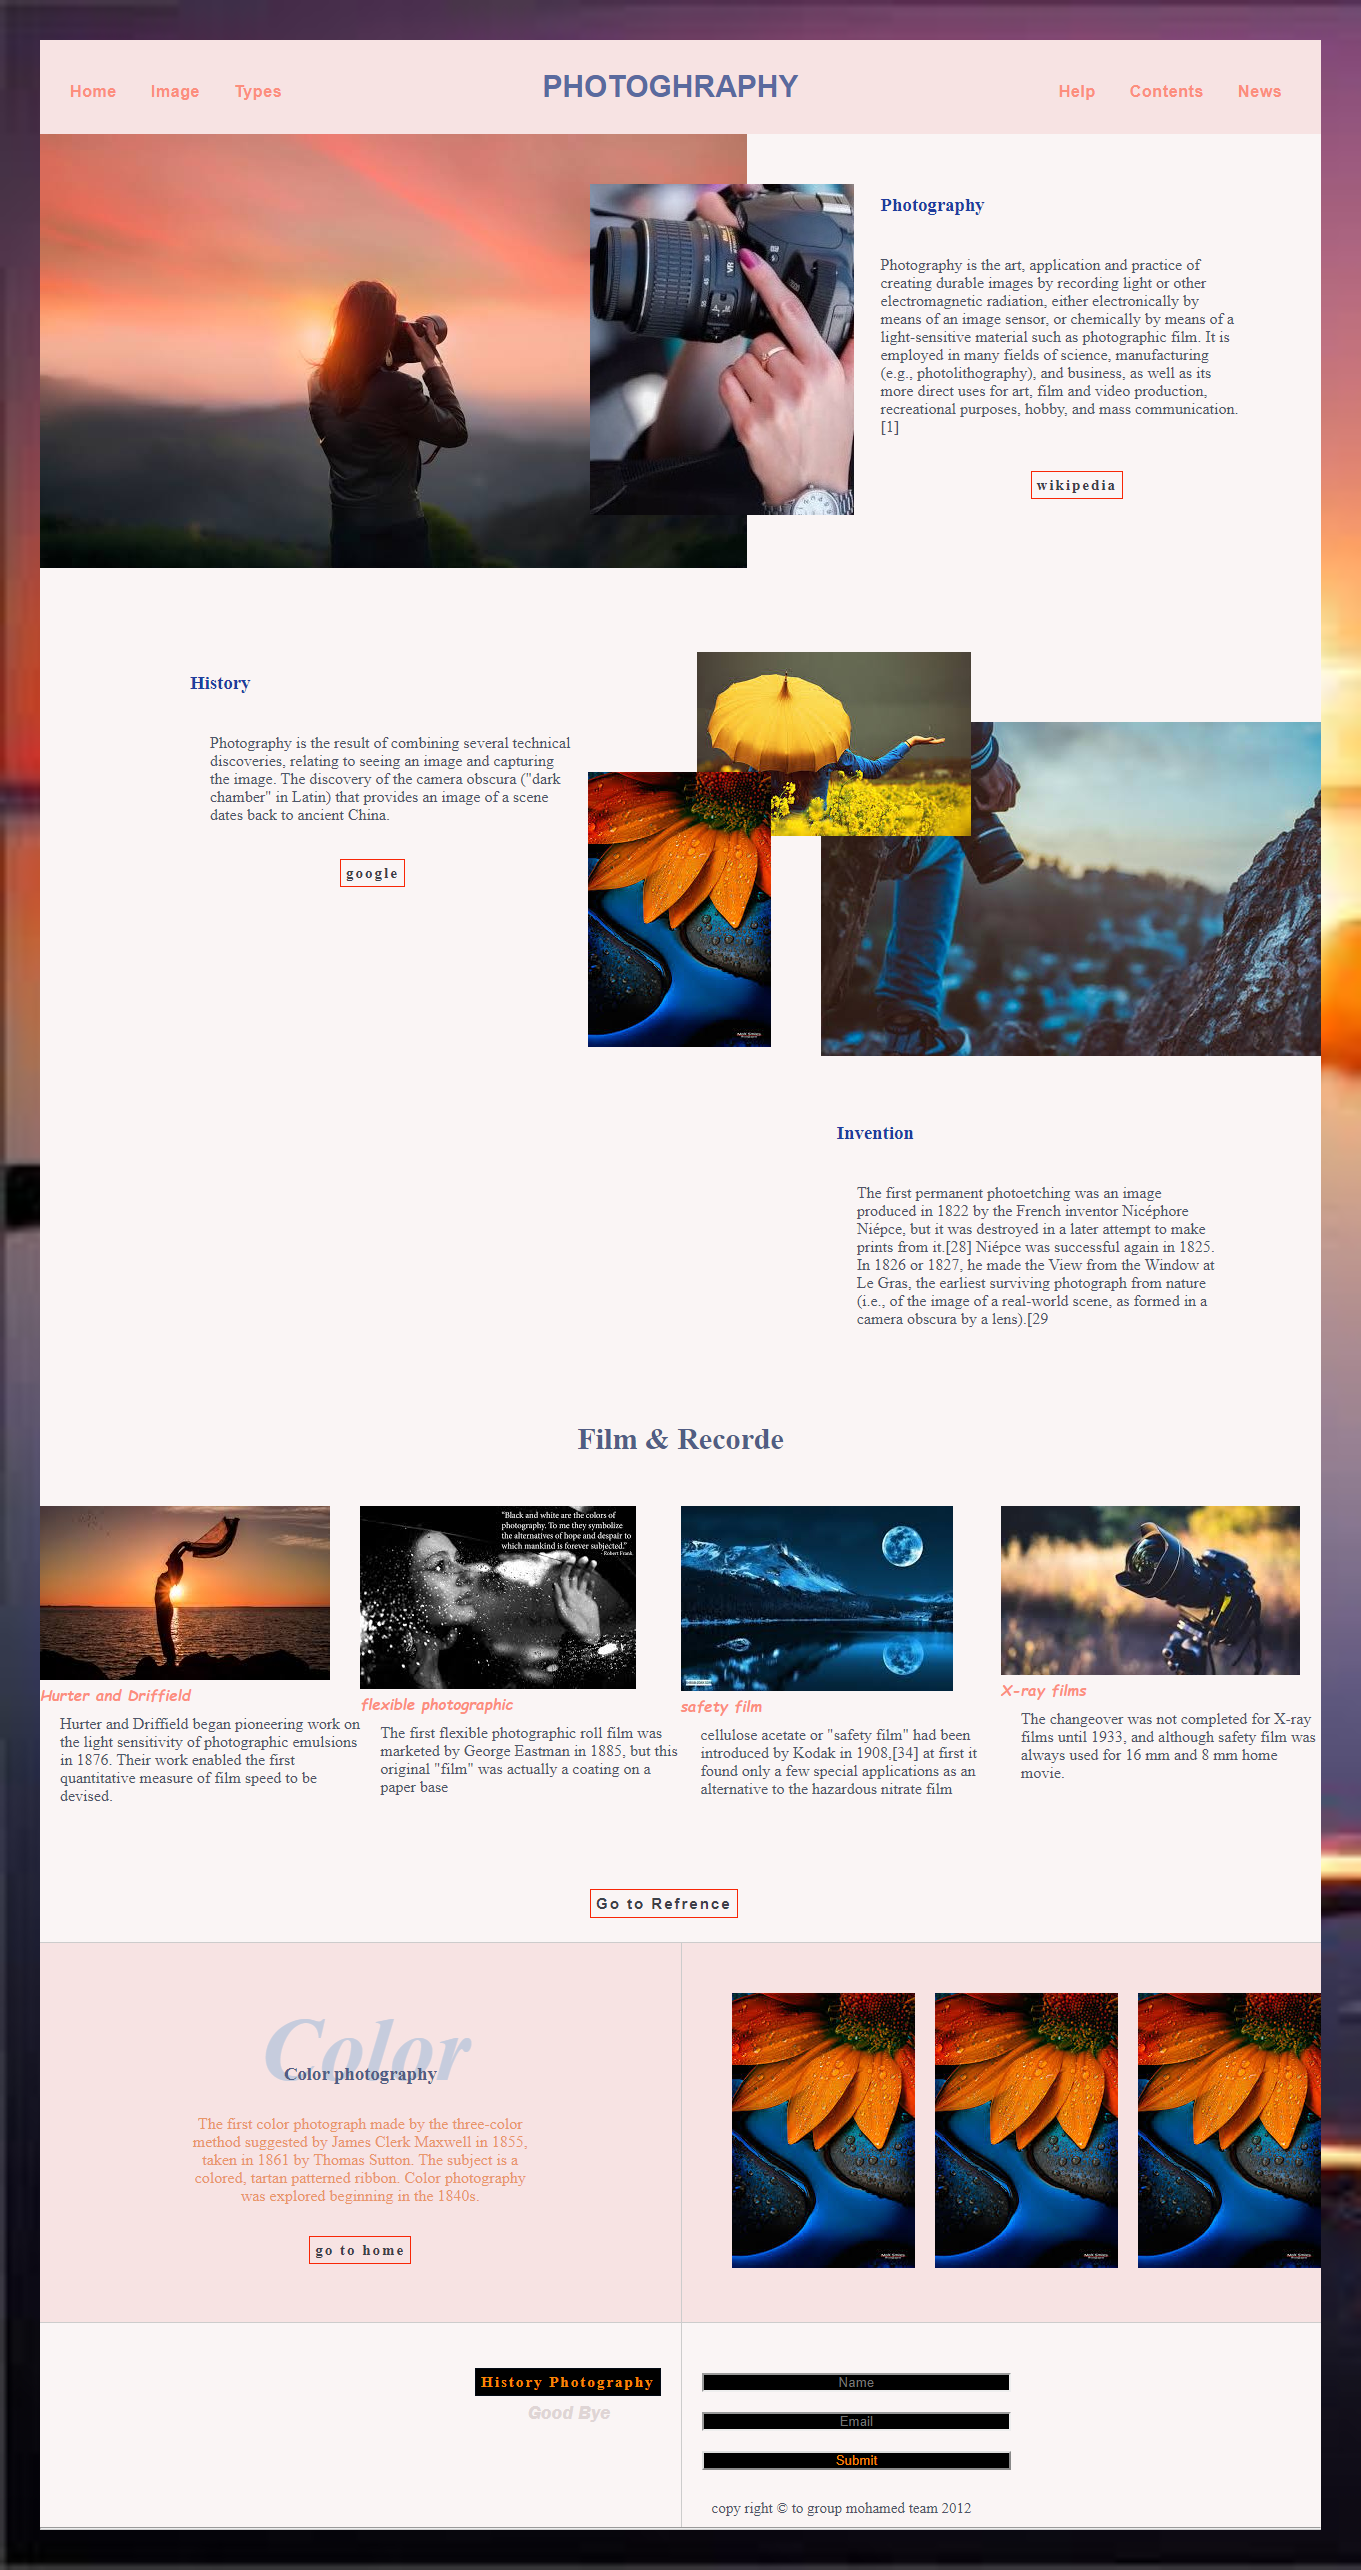 Home Image Types PHOTOGHRAPHY Help Contents News
Photography
Photography is the art, application and practice of
creating durable images by recording light or other
electromagnetic radiation, either electronically by
means of an image sensor, or chemically by means of a
light-sensitive material such as photographic film. It is
employed in many fields of science, manufacturing
(e.g., photolithography), and business, as well as its
more direct uses for art, film and video production,
recreational purposes, hobby, and mass communication.
[1]
wikipedia
VR
History
Photography is the result of combining several technical
discoveries, relating to seeing an image and capturing
the image. The discovery of the camera obscura ("dark
chamber" in Latin) that provides an image of a scene
dates back to ancient China.
google
Invention
The first permanent photoetching was an image
produced in 1822 by the French inventor Nicéphore
Niépce, but it was destroyed in a later attempt to make
prints from it.[28] Niépce was successful again in 1825.
In 1826 or 1827, he made the View from the Window at
Le Gras, the earliest surviving photograph from nature
(i.e., of the image of a real-world scene, as formed in a
camera obscura by a lens).[29
Film & Recorde
"Black and white are the colors of
photography. To me they symbolize
the alternatives of hope and despair to
which mankind is forever subjected."
- Robert Frank
Hurter and Driffield
Hurter and Driffield began pioneering work on
the light sensitivity of photographic emulsions
in 1876. Their work enabled the first
quantitative measure of film speed to be
devised.
flexible photographic
The first flexible photographic roll film was
marketed by George Eastman in 1885, but this
original "film" was actually a coating on a
paper base
safety film
cellulose acetate or "safety film" had been
introduced by Kodak in 1908,[34] at first it
found only a few special applications as an
alternative to the hazardous nitrate film
X-ray films
The changeover was not completed for X-ray
films until 1933, and although safety film was
always used for 16 mm and 8 mm home
movie.
Go to Refrence
Color
Color photography
The first color photograph made by the three-color
method suggested by James Clerk Maxwell in 1855,
taken in 1861 by Thomas Sutton. The subject is a
colored, tartan patterned ribbon. Color photography
was explored beginning in the 1840s.
go to home
History Photography
Good Bye
Name
Email
Submit
copy right © to group mohamed team 2012